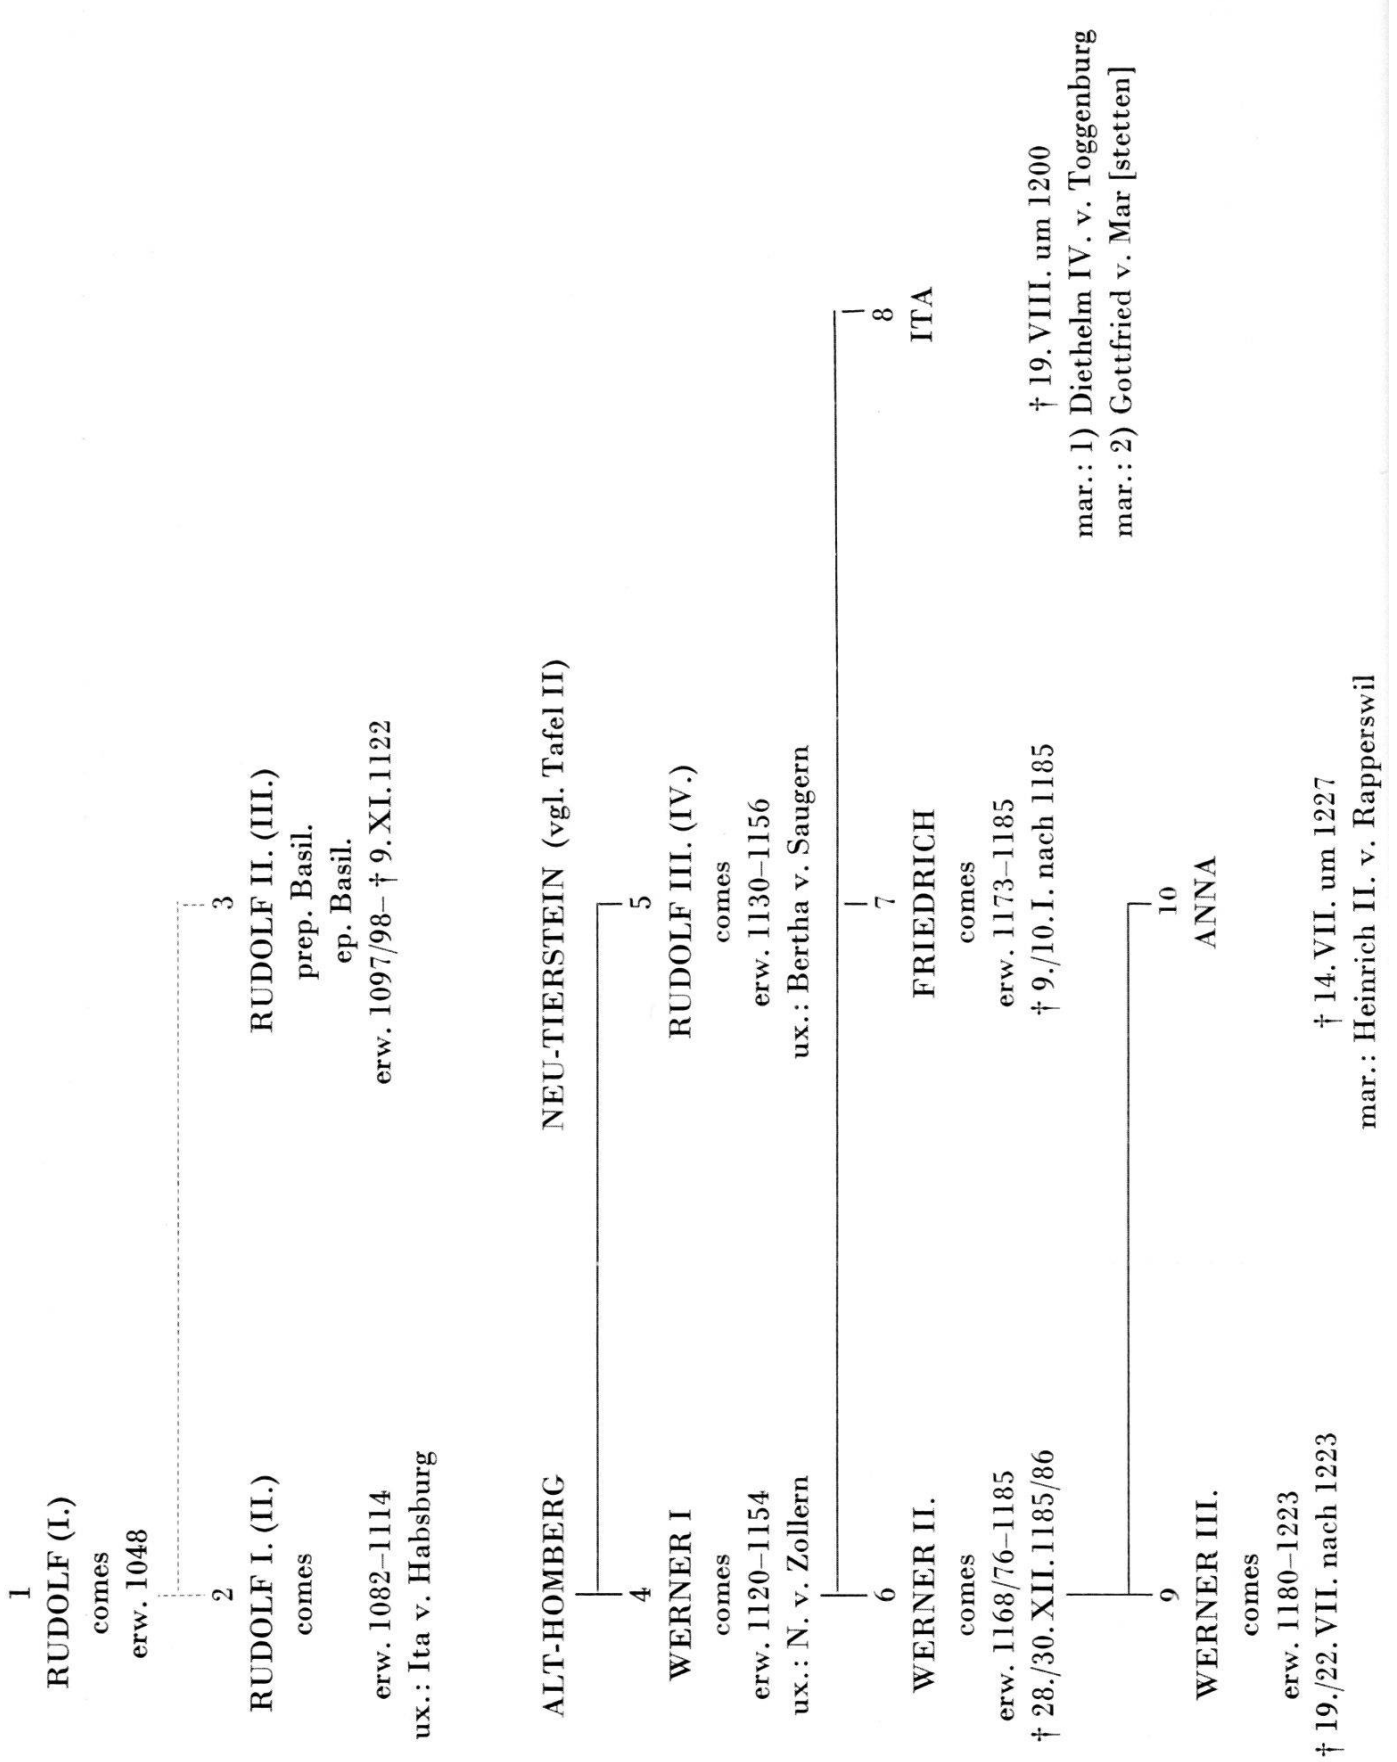 1
RUDOLF (I.)
comes
erw. 1048
2
RUDOLF I. (II.)
comes
erw. 1082–1114
ux.: Ita v. Habsburg
3
RUDOLF II. (III.)
prep. Basil.
ep. Basil.
erw. 1097/98–† 9. XI. 1122
ALT-HOMBERG
NEU-TIERSTEIN (vgl. Tafel II)
4
WERNER I
comes
erw. 1120–1154
ux.: N. v. Zollern
5
RUDOLF III. (IV.)
comes
erw. 1130–1156
ux.: Bertha v. Saugern
6
WERNER II.
comes
erw. 1168/76–1185
† 28./30. XII. 1185/86
7
FRIEDRICH
comes
erw. 1173–1185
† 9./10. I. nach 1185
8
ITA
† 19. VIII. um 1200
mar.: 1) Diethelm IV. v. Toggenburg
mar.: 2) Gottfried v. Mar [stetten]
9
WERNER III.
comes
erw. 1180–1223
† 19./22. VII. nach 1223
10
ANNA
† 14. VII. um 1227
mar.: Heinrich II. v. Rapperswil